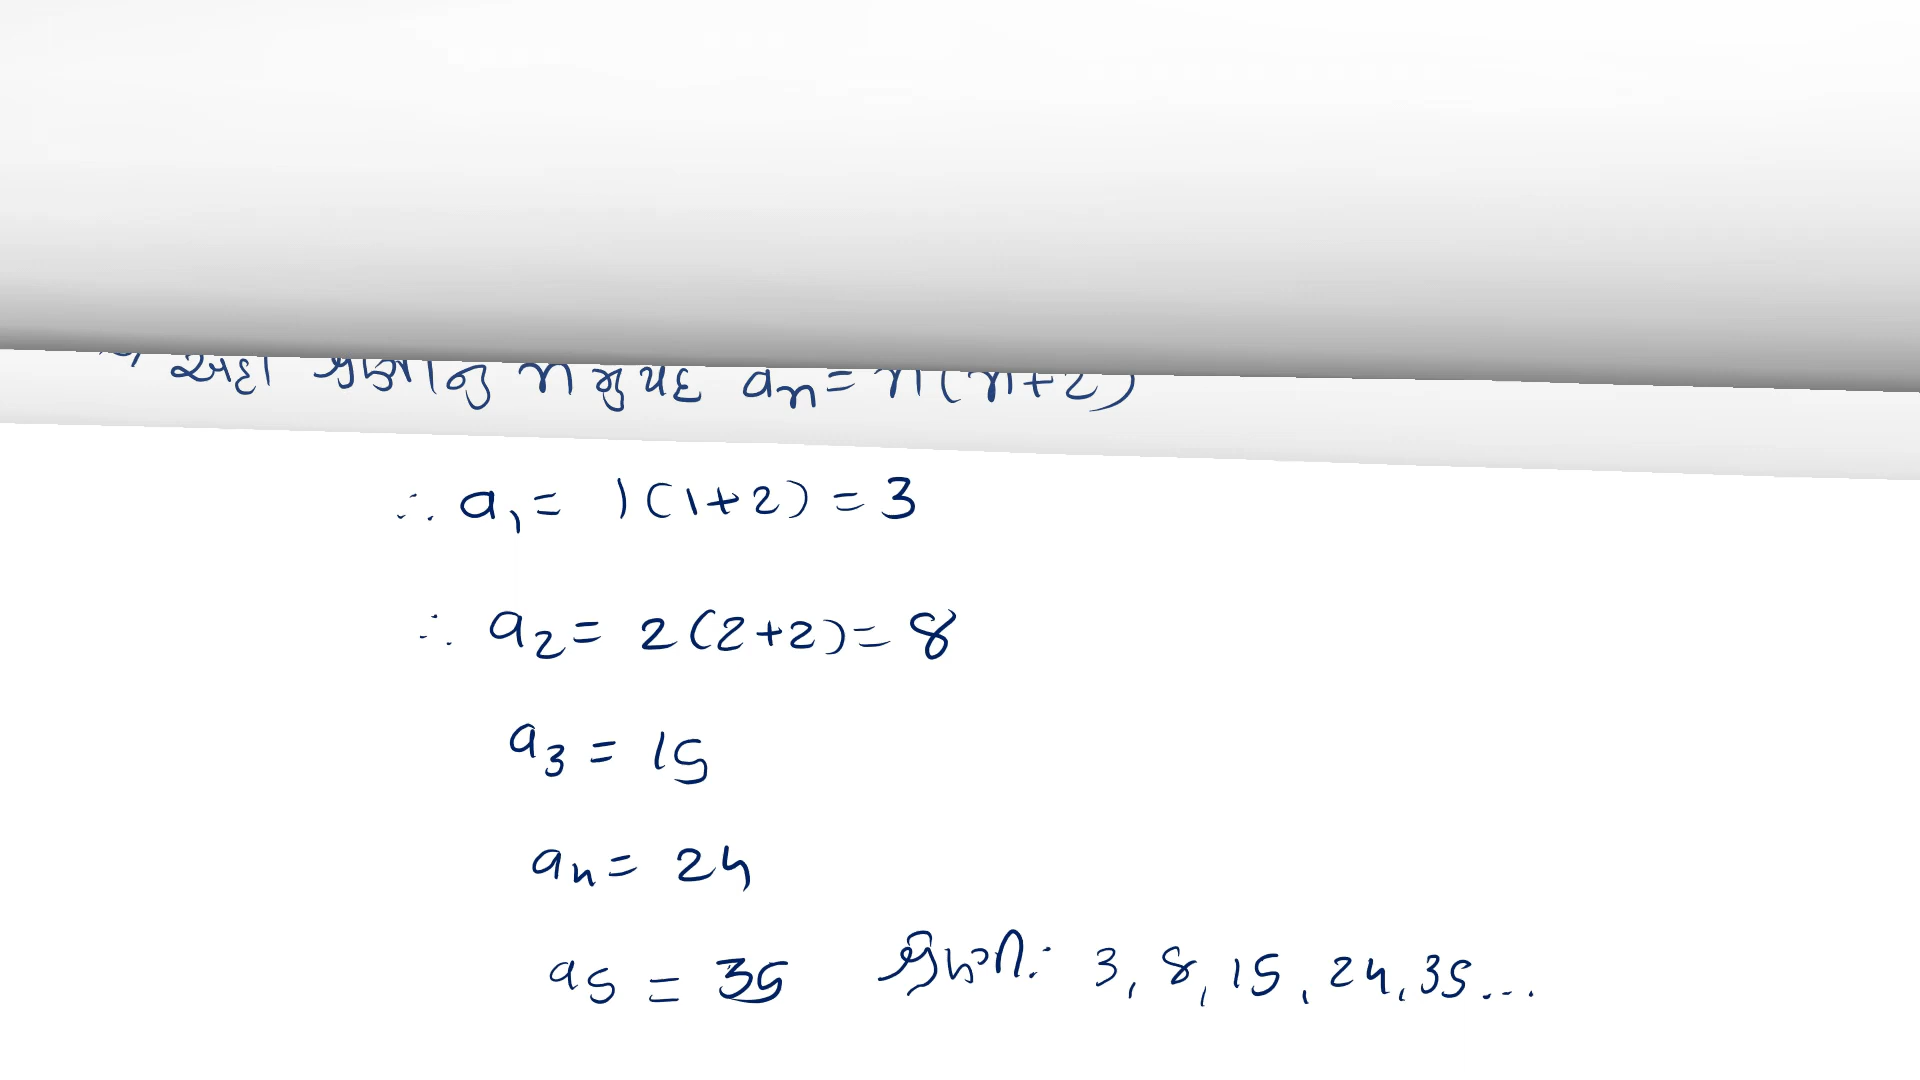 અહી શ્રેણીનુ n મુ પદ aₙ = n(n+2)
∴ a₁ = 1(1+2) = 3
∴ a₂ = 2(2+2) = 8
a₃ = 15
a₄ = 24
a₅ = 35 શ્રેણી: 3, 8, 15, 24, 35...